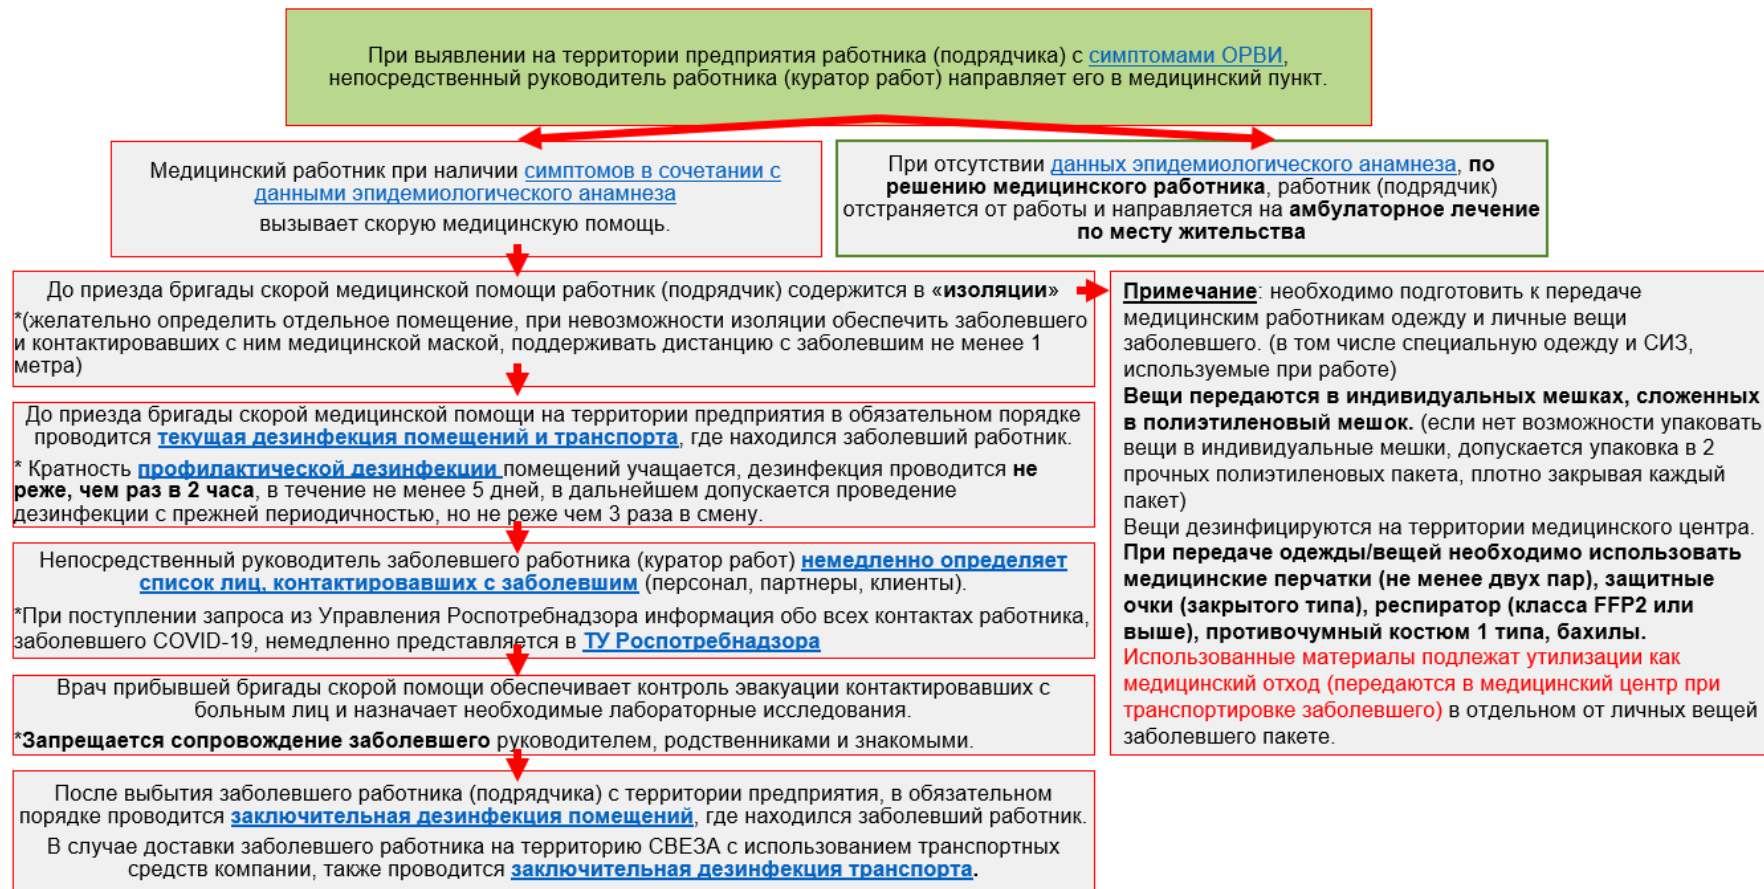 При выявлении на территории предприятия работника (подрядчика) с симптомами ОРВИ,
непосредственный руководитель работника (куратор работ) направляет его в медицинский пункт.
Медицинский работник при наличии симптомов в сочетании с
данными эпидемиологического анамнеза
вызывает скорую медицинскую помощь.
При отсутствии данных эпидемиологического анамнеза, по
решению медицинского работника, работник (подрядчик)
отстраняется от работы и направляется на амбулаторное лечение
по месту жительства
До приезда бригады скорой медицинской помощи работник (подрядчик) содержится в «изоляции»
*(желательно определить отдельное помещение, при невозможности изоляции обеспечить заболевшего
и контактировавших с ним медицинской маской, поддерживать дистанцию с заболевшим не менее 1
метра)
До приезда бригады скорой медицинской помощи на территории предприятия в обязательном порядке
проводится текущая дезинфекция помещений и транспорта, где находился заболевший работник.
* Кратность профилактической дезинфекции помещений учащается, дезинфекция проводится не
реже, чем раз в 2 часа, в течение не менее 5 дней, в дальнейшем допускается проведение
дезинфекции с прежней периодичностью, но не реже чем 3 раза в смену.
Непосредственный руководитель заболевшего работника (куратор работ) немедленно определяет
список лиц, контактировавших с заболевшим (персонал, партнеры, клиенты).
*При поступлении запроса из Управления Роспотребнадзора информация обо всех контактах работника,
заболевшего COVID-19, немедленно представляется в ТУ Роспотребнадзора
Врач прибывшей бригады скорой помощи обеспечивает контроль эвакуации контактировавших с
больным лиц и назначает необходимые лабораторные исследования.
*Запрещается сопровождение заболевшего руководителем, родственниками и знакомыми.
После выбытия заболевшего работника (подрядчика) с территории предприятия, в обязательном
порядке проводится заключительная дезинфекция помещений, где находился заболевший работник.
В случае доставки заболевшего работника на территорию СВЕЗА с использованием транспортных
средств компании, также проводится заключительная дезинфекция транспорта.
Примечание: необходимо подготовить к передаче
медицинским работникам одежду и личные вещи
заболевшего. (в том числе специальную одежду и СИЗ,
используемые при работе)
Вещи передаются в индивидуальных мешках, сложенных
в полиэтиленовый мешок. (если нет возможности упаковать
вещи в индивидуальные мешки, допускается упаковка в 2
прочных полиэтиленовых пакета, плотно закрывая каждый
пакет)
Вещи дезинфицируются на территории медицинского центра.
При передаче одежды/вещей необходимо использовать
медицинские перчатки (не менее двух пар), защитные
очки (закрытого типа), респиратор (класса FFP2 или
выше), противочумный костюм 1 типа, бахилы.
Использованные материалы подлежат утилизации как
медицинский отход (передаются в медицинский центр при
транспортировке заболевшего) в отдельном от личных вещей
заболевшего пакете.